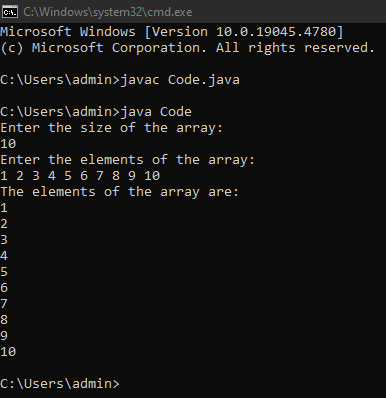 C:\Windows\system32\cmd.exe
Microsoft Windows [Version 10.0.19045.4780]
(c) Microsoft Corporation. All rights reserved.
C:\Users\admin>javac Code.java
C:\Users\admin>java Code
Enter the size of the array:
10
Enter the elements of the array:
1 2 3 4 5 6 7 8 9 10
The elements of the array are:
1
2
3
4
5
6
7
8
9
10
C:\Users\admin>